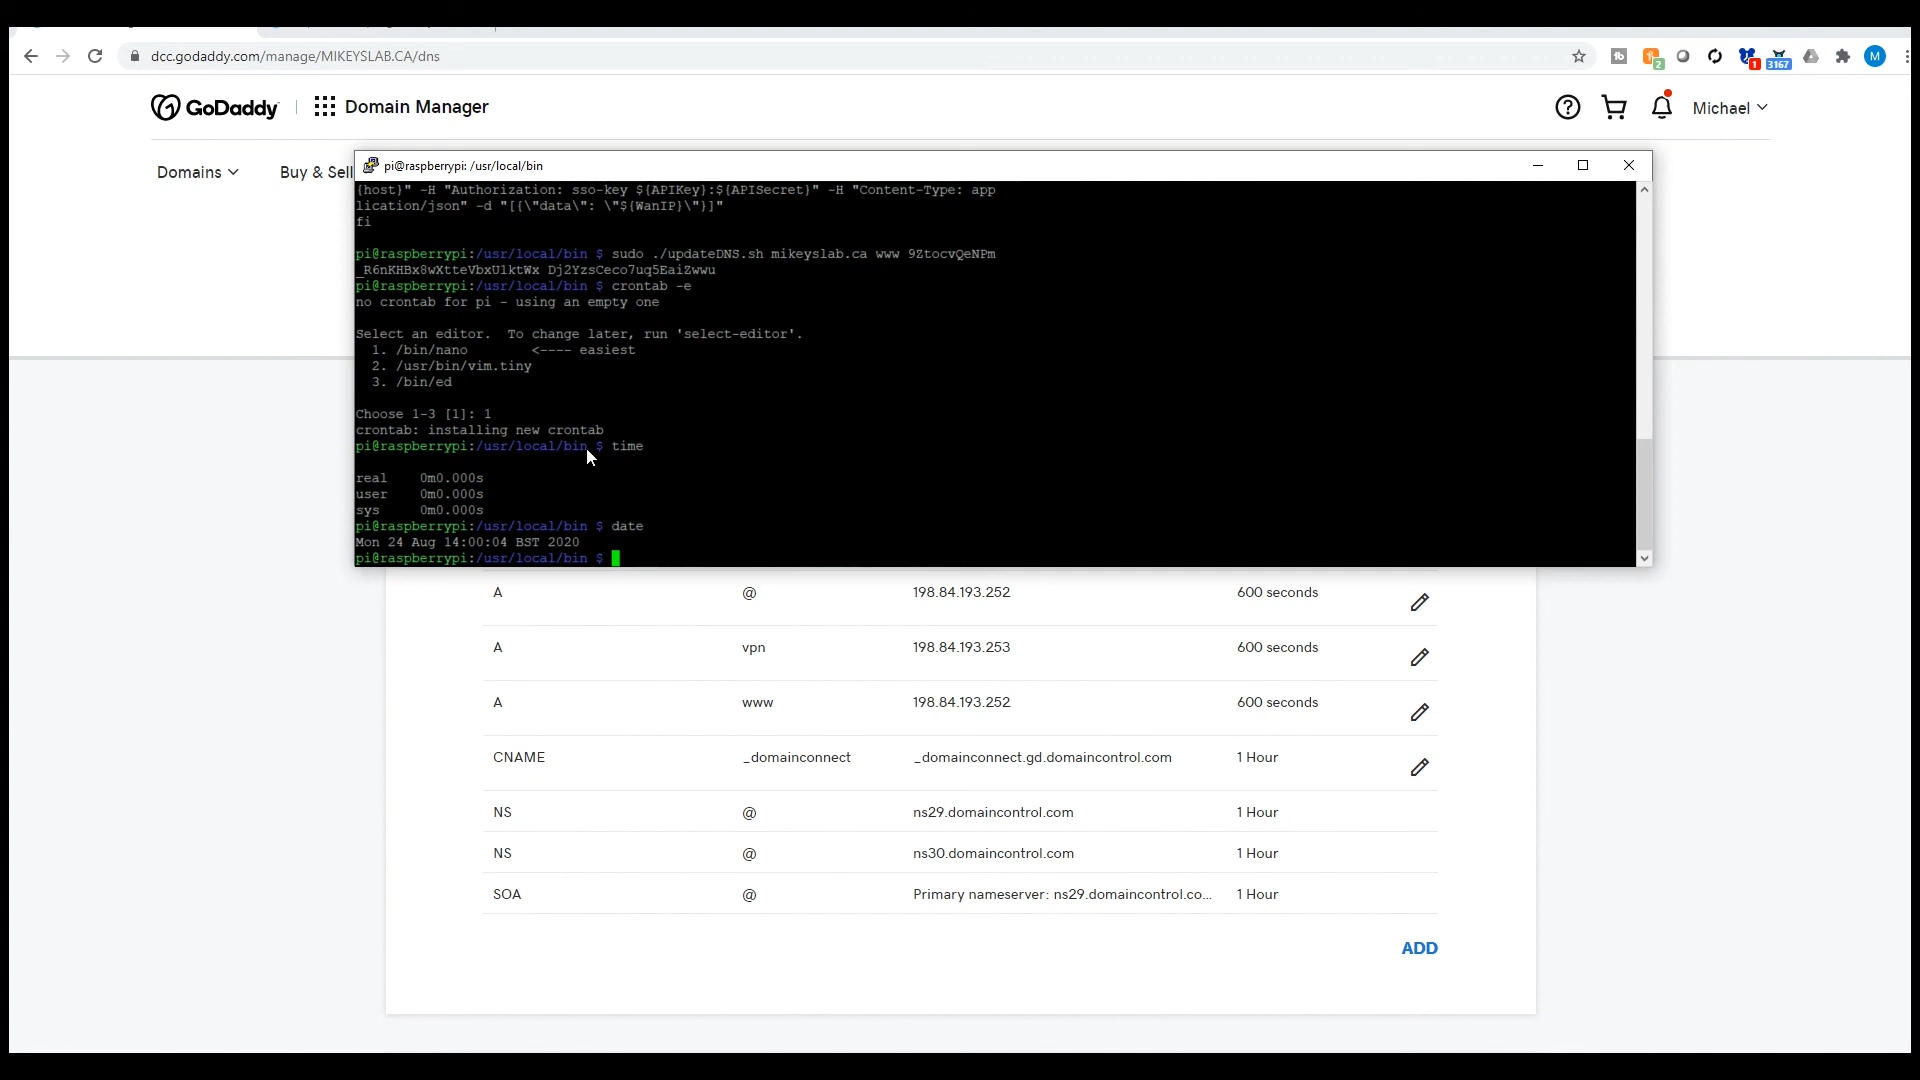 dcc.godaddy.com/manage/MIKEYSLAB.CA/dns
2
1
3167
M
GoDaddy
Domain Manager
Michael
Domains
Buy & Sell
pi@raspberrypi: /usr/local/bin
{host}" -H "Authorization: sso-key ${APIKey}:${APISecret}" -H "Content-Type: app
lication/json" -d "[{\"data\": \"${WanIP}\"}]"
fi
pi@raspberrypi:/usr/local/bin $ sudo ./updateDNS.sh mikeyslab.ca www 9ZtocvQeNPm
_R6nKHBx8wXtteVbxU1ktWx Dj2YzsCeco7uq5EaiZwwu
pi@raspberrypi:/usr/local/bin $ crontab -e
no crontab for pi - using an empty one
Select an editor.  To change later, run 'select-editor'.
1. /bin/nano        <---- easiest
2. /usr/bin/vim.tiny
3. /bin/ed
Choose 1-3 [1]: 1
crontab: installing new crontab
pi@raspberrypi:/usr/local/bin $ time
real    0m0.000s
user    0m0.000s
sys     0m0.000s
pi@raspberrypi:/usr/local/bin $ date
Mon 24 Aug 14:00:04 BST 2020
pi@raspberrypi:/usr/local/bin $
A @ 198.84.193.252 600 seconds
A vpn 198.84.193.253 600 seconds
A www 198.84.193.252 600 seconds
CNAME _domainconnect _domainconnect.gd.domaincontrol.com 1 Hour
NS @ ns29.domaincontrol.com 1 Hour
NS @ ns30.domaincontrol.com 1 Hour
SOA @ Primary nameserver: ns29.domaincontrol.co... 1 Hour
ADD